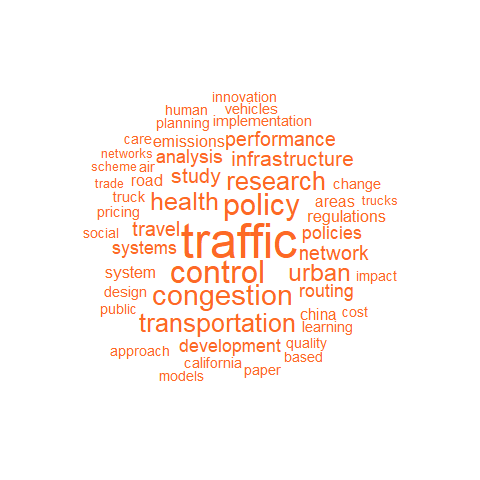 innovation
human vehicles
planning implementation
care emissions performance
networks analysis infrastructure
scheme air study research change
trade road
truck health policy areas trucks
pricing regulations
social travel traffic policies
systems network
system control urban impact
design congestion routing
public china cost
transportation learning
approach development quality
california based
models paper